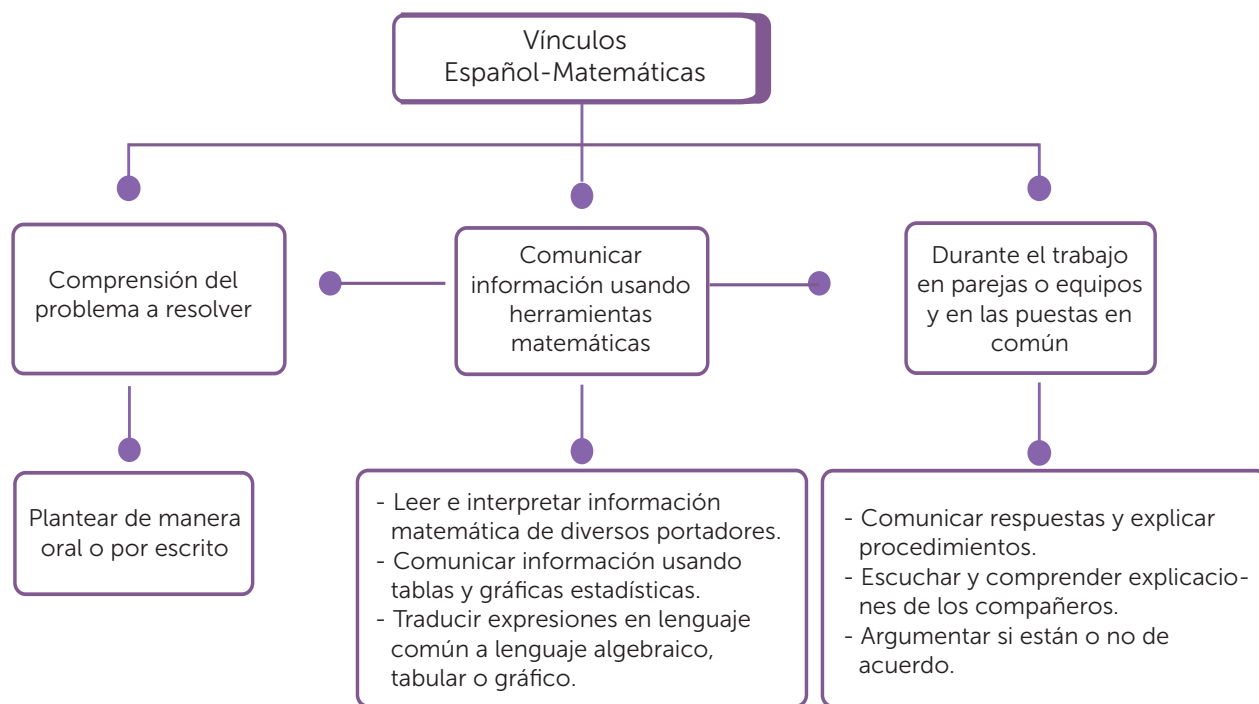 Vínculos
Español-Matemáticas
Comprensión del
problema a resolver
Comunicar
información usando
herramientas
matemáticas
Durante el trabajo
en parejas o equipos
y en las puestas en
común
Plantear de manera
oral o por escrito
- Leer e interpretar información
matemática de diversos portadores.
- Comunicar información usando
tablas y gráficas estadísticas.
- Traducir expresiones en lenguaje
común a lenguaje algebraico,
tabular o gráfico.
- Comunicar respuestas y explicar
procedimientos.
- Escuchar y comprender explicacio-
nes de los compañeros.
- Argumentar si están o no de
acuerdo.